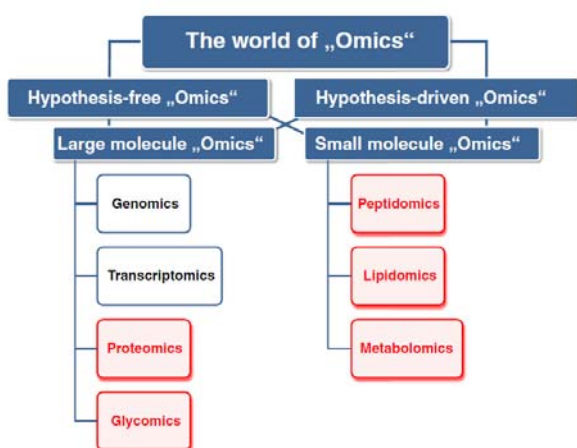 The world of „Omics“
Hypothesis-free „Omics“
Hypothesis-driven „Omics“
Large molecule „Omics“
Small molecule „Omics“
Genomics
Transcriptomics
Proteomics
Glycomics
Peptidomics
Lipidomics
Metabolomics